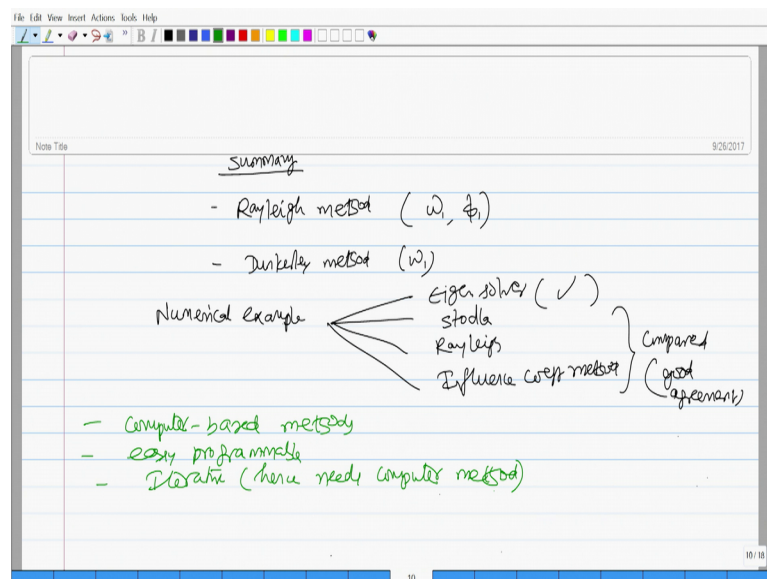 File Edit View Insert Actions Tools Help
B I
Note Title 9/26/2017
Summary
- Rayleigh method ( ω₁, ϕ₁)
- Dunkerley method (ω₁)
Numerical example
Eigen solver ( ✓ )
Stodla
Rayleigh
Influence coeff method
Compared
(good
agreement)
- Computer-based methods
- easy programmable
- Iterative (hence needs computer method)
10 / 18
10